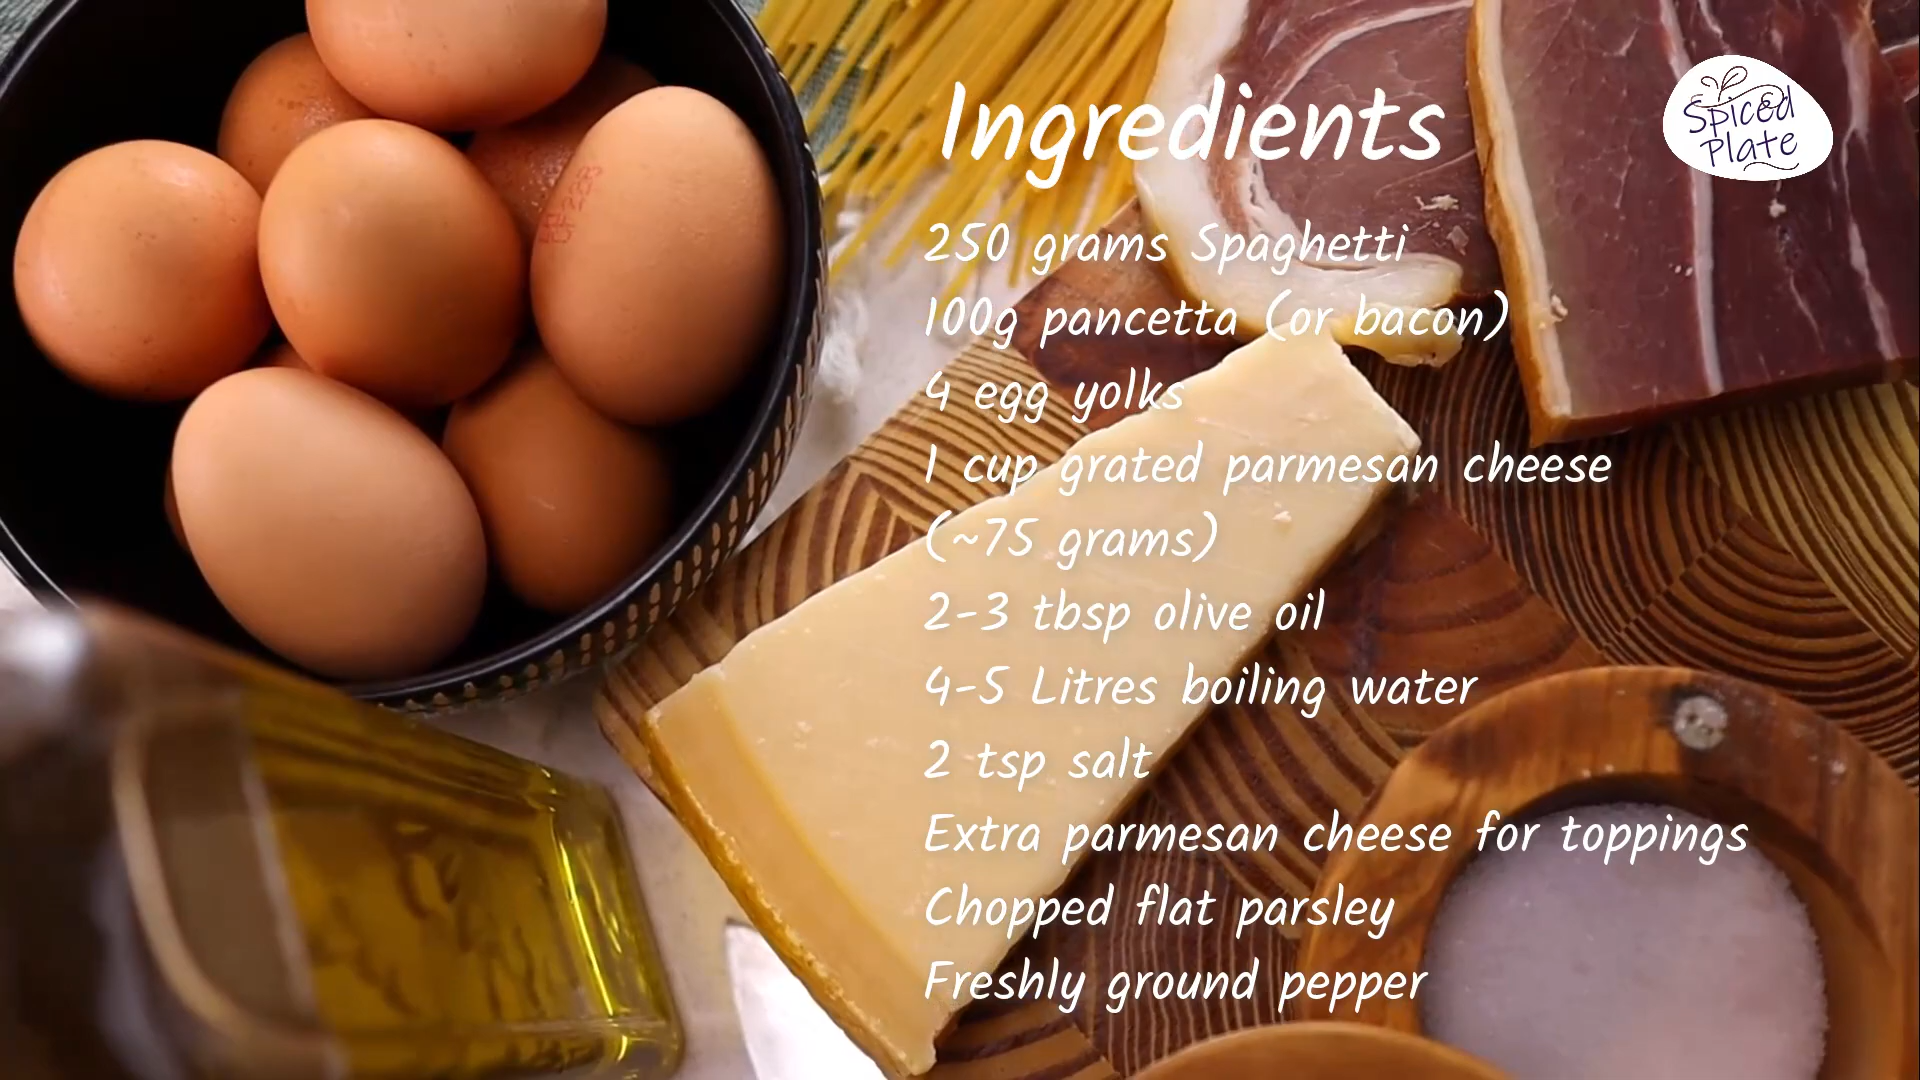 Ingredients
Spiced
Plate
250 grams Spaghetti
100g pancetta (or bacon)
4 egg yolks
1 cup grated parmesan cheese
(~75 grams)
2-3 tbsp olive oil
4-5 Litres boiling water
2 tsp salt
Extra parmesan cheese for toppings
Chopped flat parsley
Freshly ground pepper